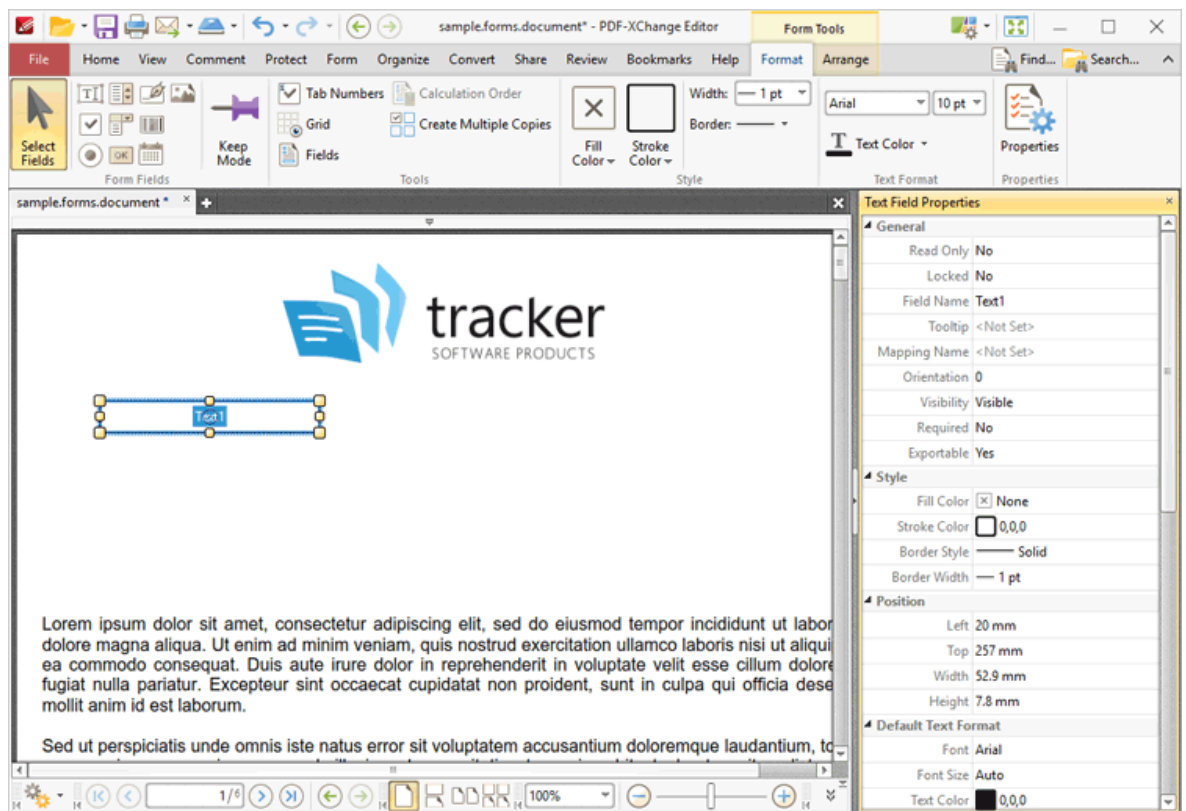 sample.forms.document* - PDF-XChange Editor
Form Tools
File Home View Comment Protect Form Organize Convert Share Review Bookmarks Help Format Arrange
Find... Search...
Select Fields
OK
Form Fields
Keep Mode
Tab Numbers
Grid
Fields
Calculation Order
Create Multiple Copies
Tools
Fill Color
Stroke Color
Width: 1 pt
Border:
Style
Arial 10 pt
Text Color
Text Format
Properties
Properties
sample.forms.document *
tracker
SOFTWARE PRODUCTS
Text1
Lorem ipsum dolor sit amet, consectetur adipiscing elit, sed do eiusmod tempor incididunt ut labor
dolore magna aliqua. Ut enim ad minim veniam, quis nostrud exercitation ullamco laboris nisi ut aliqui
ea commodo consequat. Duis aute irure dolor in reprehenderit in voluptate velit esse cillum dolore
fugiat nulla pariatur. Excepteur sint occaecat cupidatat non proident, sunt in culpa qui officia dese
mollit anim id est laborum.
Sed ut perspiciatis unde omnis iste natus error sit voluptatem accusantium doloremque laudantium, to
1/6
100%
Text Field Properties
General
Read Only No
Locked No
Field Name Text1
Tooltip <Not Set>
Mapping Name <Not Set>
Orientation 0
Visibility Visible
Required No
Exportable Yes
Style
Fill Color None
Stroke Color 0,0,0
Border Style Solid
Border Width 1 pt
Position
Left 20 mm
Top 257 mm
Width 52.9 mm
Height 7.8 mm
Default Text Format
Font Arial
Font Size Auto
Text Color 0,0,0